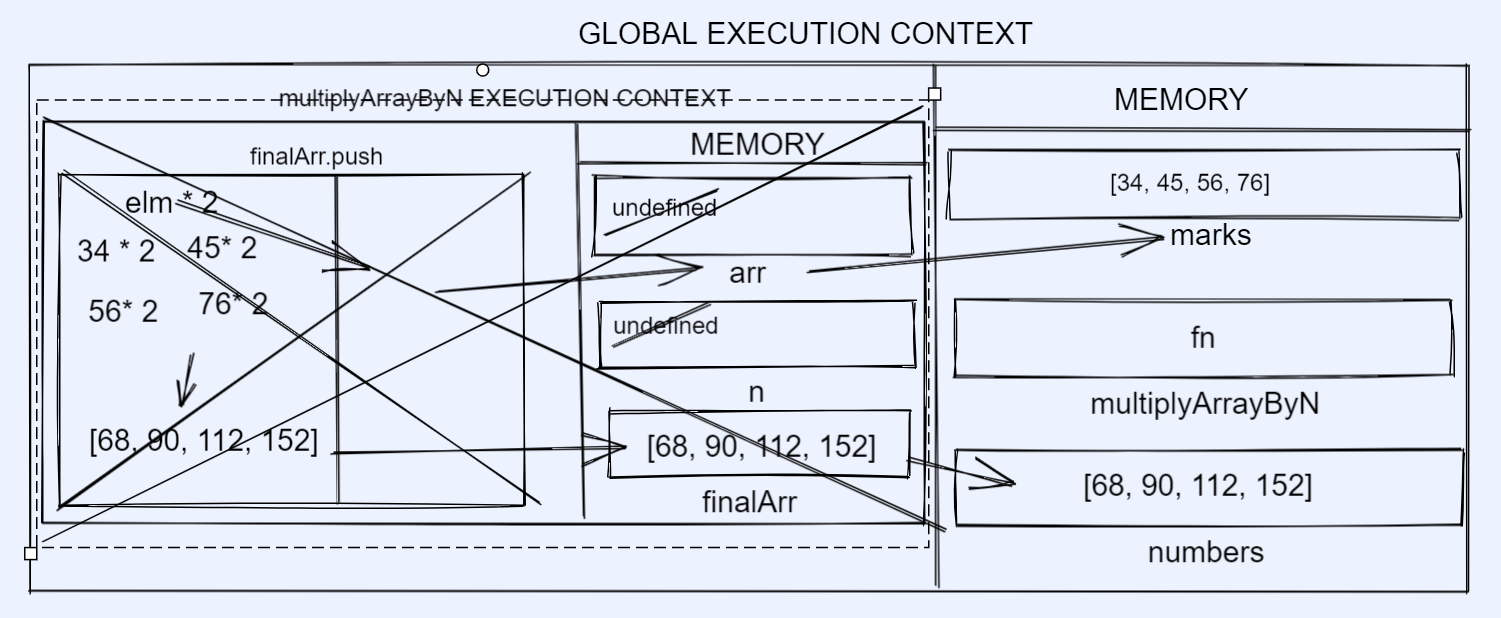 GLOBAL EXECUTION CONTEXT
multiplyArrayByN EXECUTION CONTEXT
finalArr.push
elm * 2
34 * 2 45* 2
56* 2 76* 2
[68, 90, 112, 152]
MEMORY
undefined
arr
undefined
n
[68, 90, 112, 152]
finalArr
MEMORY
[34, 45, 56, 76]
marks
fn
multiplyArrayByN
[68, 90, 112, 152]
numbers